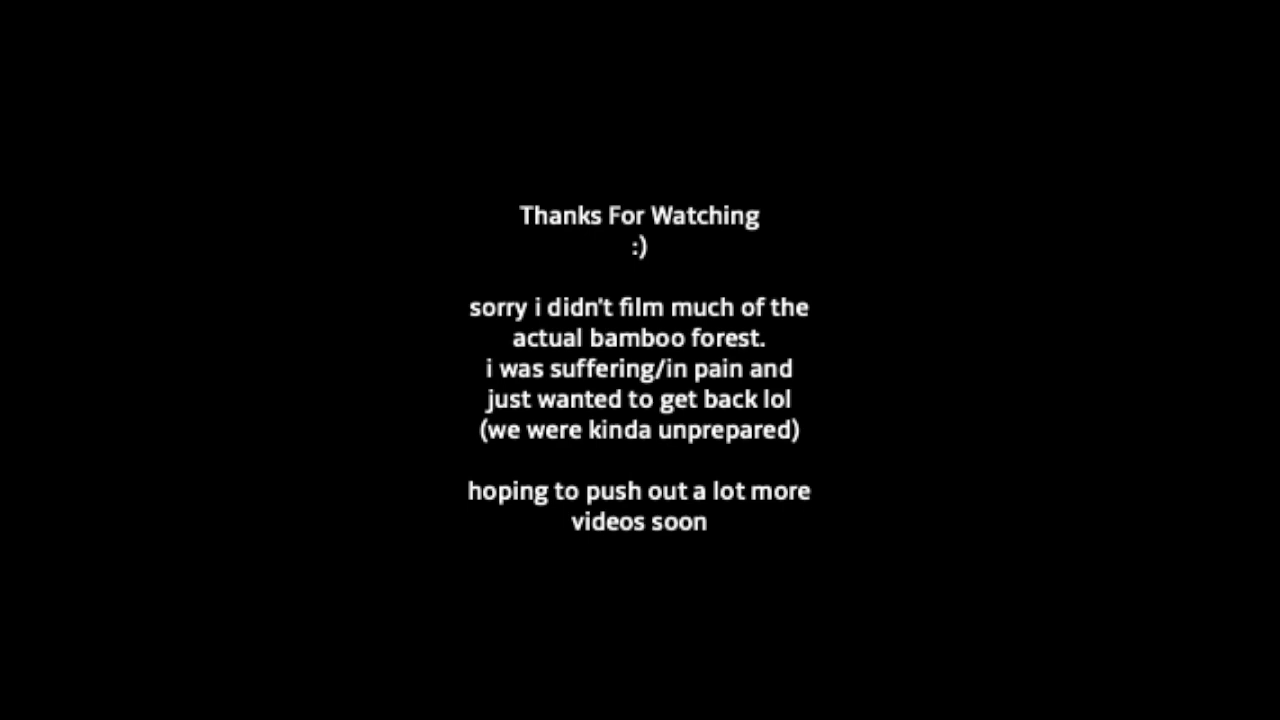 Thanks For Watching
:)
sorry i didn't film much of the
actual bamboo forest.
i was suffering/in pain and
just wanted to get back lol
(we were kinda unprepared)
hoping to push out a lot more
videos soon